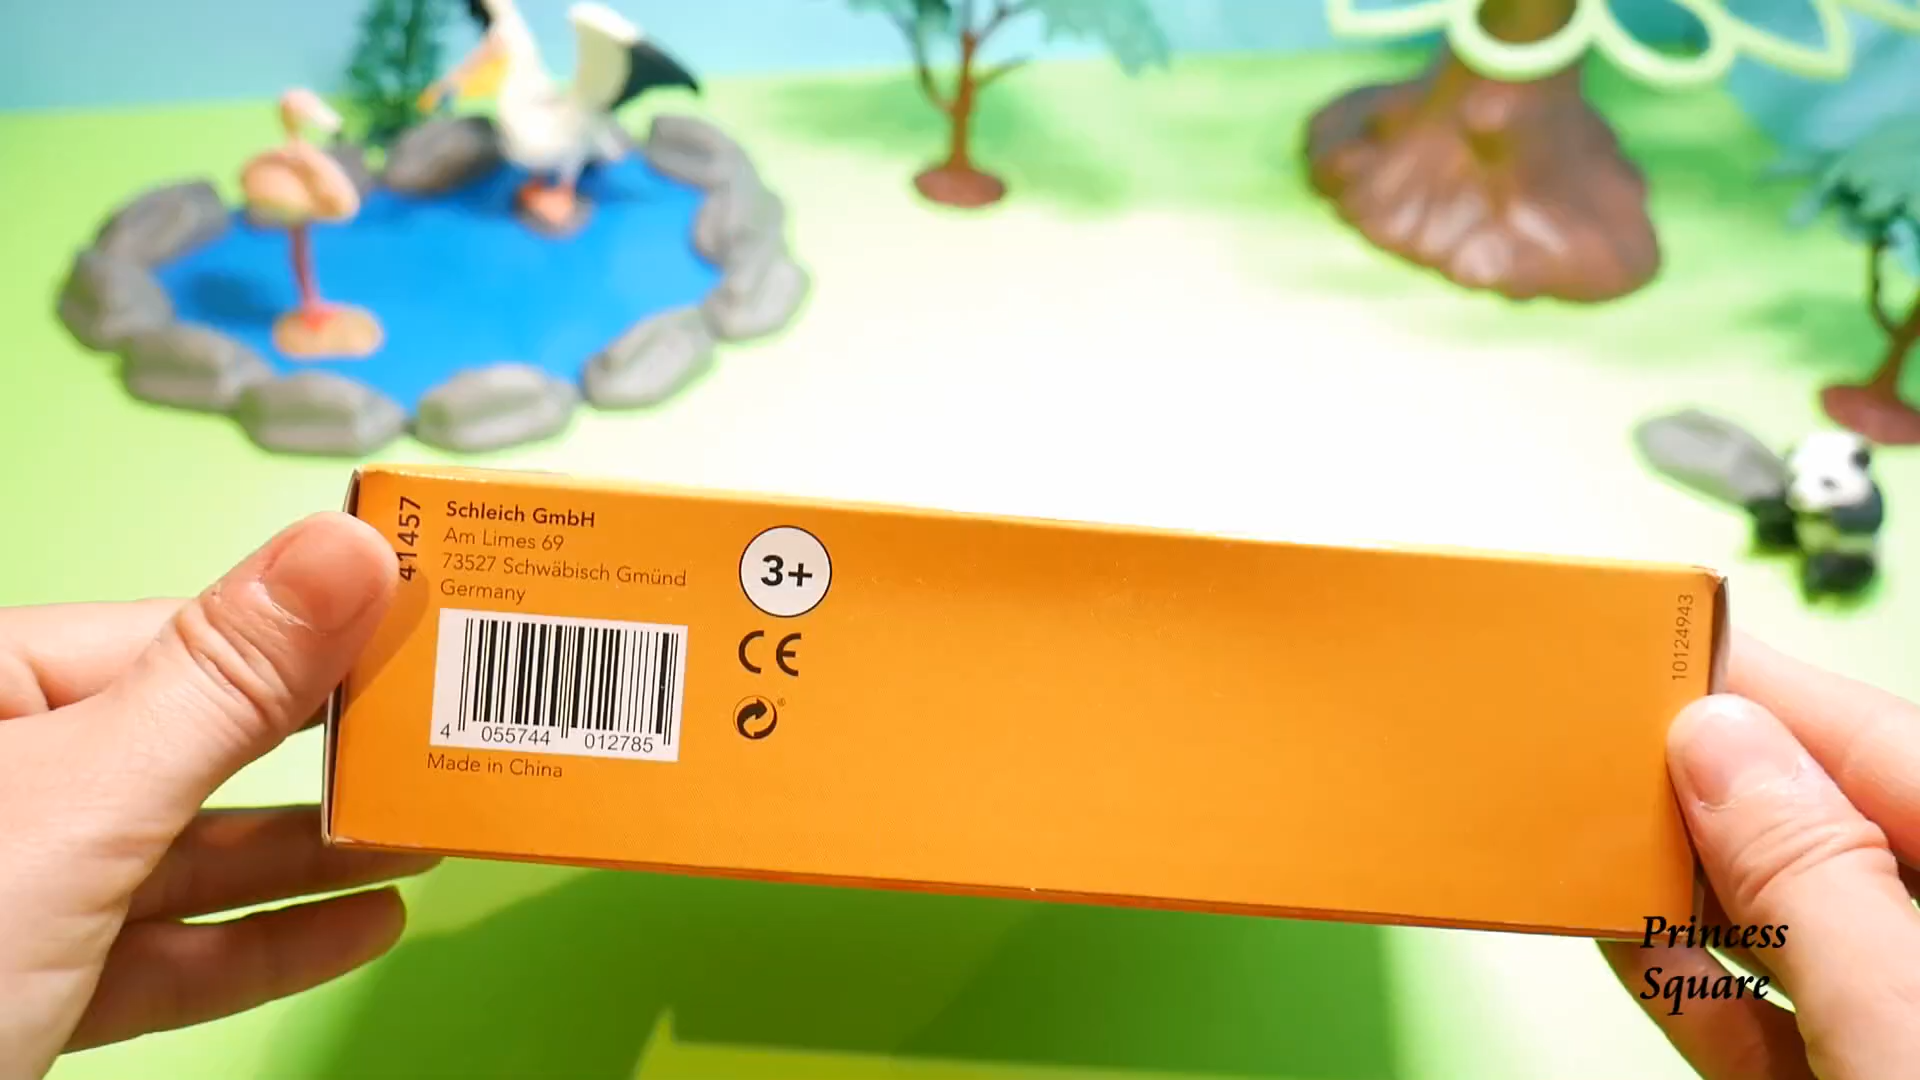 41457
Schleich GmbH
Am Limes 69
73527 Schwäbisch Gmünd
Germany
3+
CE
4 055744 012785
Made in China
10124943
Princess
Square